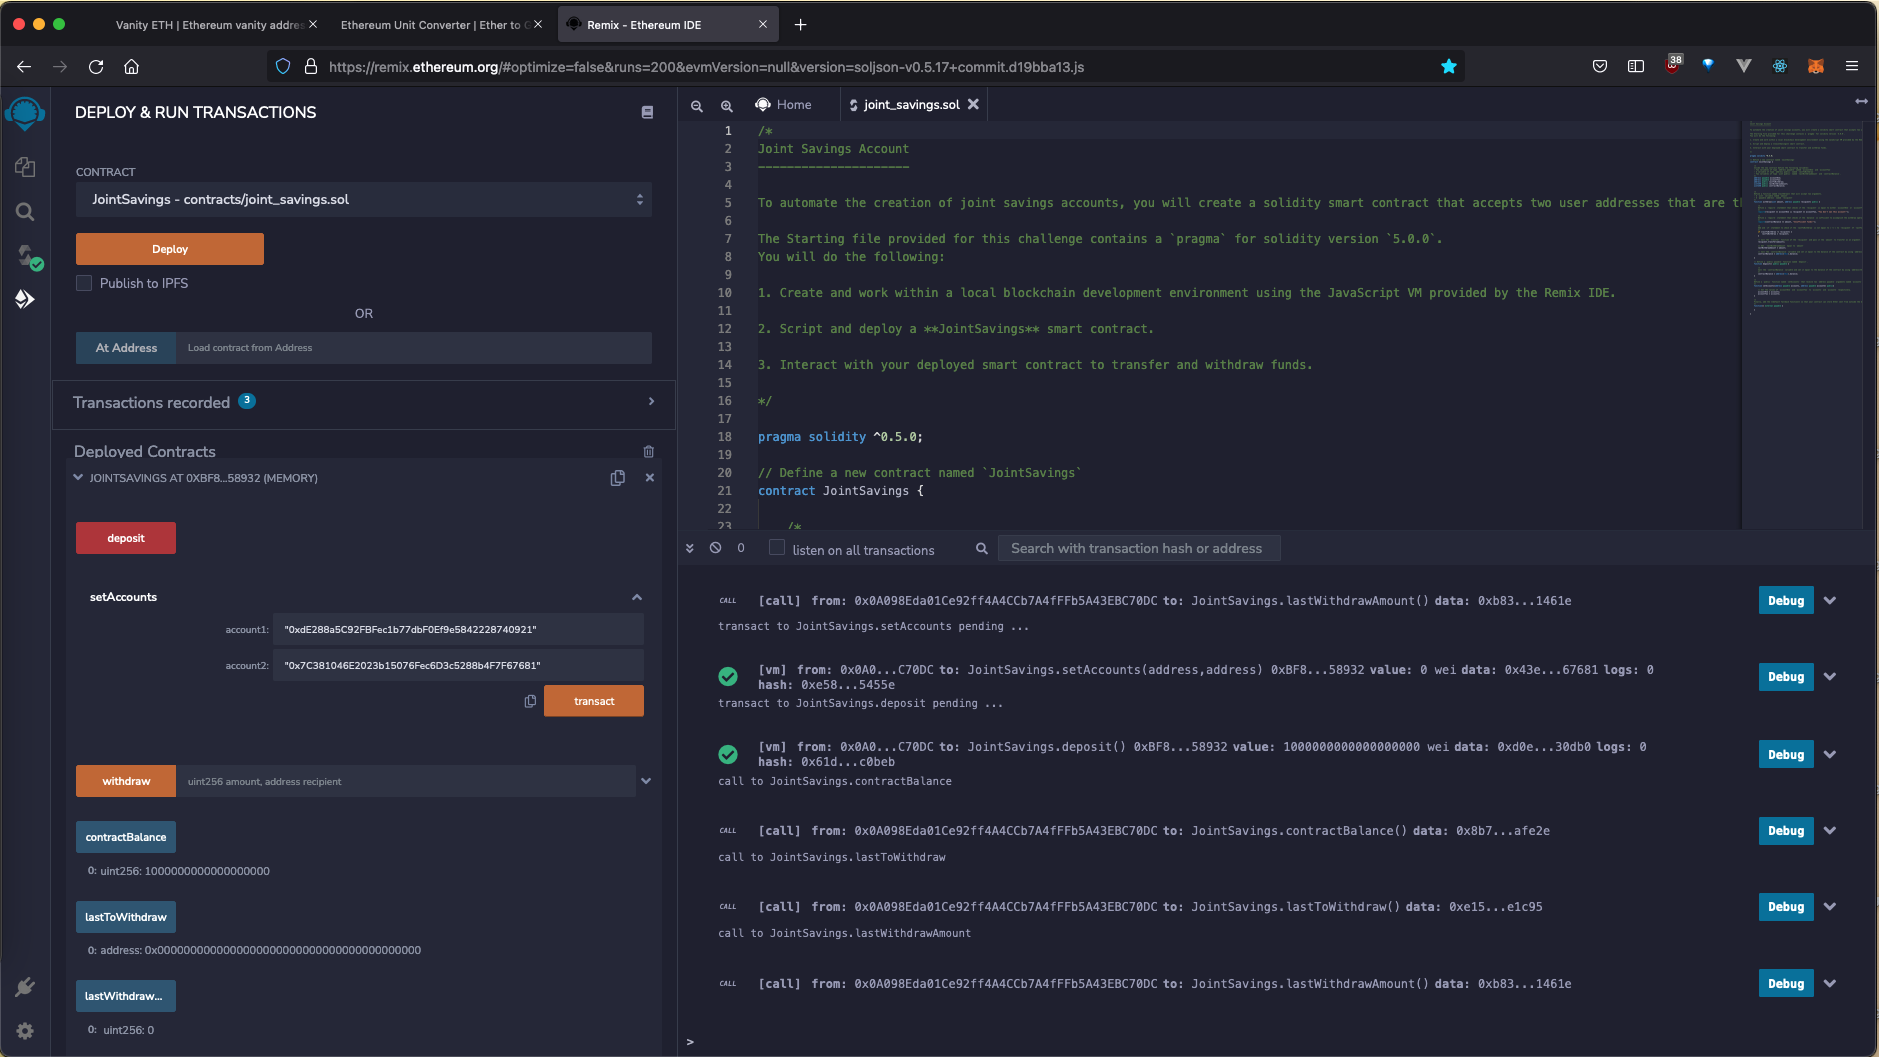 Vanity ETH | Ethereum vanity addres
Ethereum Unit Converter | Ether to G
Remix - Ethereum IDE
https://remix.ethereum.org/#optimize=false&runs=200&evmVersion=null&version=soljson-v0.5.17+commit.d19bba13.js
38
DEPLOY & RUN TRANSACTIONS
CONTRACT
JointSavings - contracts/joint_savings.sol
Deploy
Publish to IPFS
OR
At Address
Load contract from Address
Transactions recorded 3
Deployed Contracts
JOINTSAVINGS AT 0XBF8...58932 (MEMORY)
deposit
setAccounts
account1: "0xdE288a5C92FBFec1b77dbF0Ef9e5842228740921"
account2: "0x7C381046E2023b15076Fec6D3c5288b4F7F67681"
transact
withdraw
uint256 amount, address recipient
contractBalance
0: uint256: 1000000000000000000
lastToWithdraw
0: address: 0x0000000000000000000000000000000000000000
lastWithdraw...
0: uint256: 0
Home
joint_savings.sol
1 /*
2 Joint Savings Account
3 ---------------------
4
5 To automate the creation of joint savings accounts, you will create a solidity smart contract that accepts two user addresses that are th
6
7 The Starting file provided for this challenge contains a `pragma` for solidity version `5.0.0`.
8 You will do the following:
9
10 1. Create and work within a local blockchain development environment using the JavaScript VM provided by the Remix IDE.
11
12 2. Script and deploy a **JointSavings** smart contract.
13
14 3. Interact with your deployed smart contract to transfer and withdraw funds.
15
16 */
17
18 pragma solidity ^0.5.0;
19
20 // Define a new contract named `JointSavings`
21 contract JointSavings {
22
23 /*
0
listen on all transactions
Search with transaction hash or address
CALL [call] from: 0x0A098Eda01Ce92ff4A4CCb7A4fFFb5A43EBC70DC to: JointSavings.lastWithdrawAmount() data: 0xb83...1461e
Debug
transact to JointSavings.setAccounts pending ...
[vm] from: 0x0A0...C70DC to: JointSavings.setAccounts(address,address) 0xBF8...58932 value: 0 wei data: 0x43e...67681 logs: 0
hash: 0xe58...5455e
Debug
transact to JointSavings.deposit pending ...
[vm] from: 0x0A0...C70DC to: JointSavings.deposit() 0xBF8...58932 value: 1000000000000000000 wei data: 0xd0e...30db0 logs: 0
hash: 0x61d...c0beb
Debug
call to JointSavings.contractBalance
CALL [call] from: 0x0A098Eda01Ce92ff4A4CCb7A4fFFb5A43EBC70DC to: JointSavings.contractBalance() data: 0x8b7...afe2e
Debug
call to JointSavings.lastToWithdraw
CALL [call] from: 0x0A098Eda01Ce92ff4A4CCb7A4fFFb5A43EBC70DC to: JointSavings.lastToWithdraw() data: 0xe15...e1c95
Debug
call to JointSavings.lastWithdrawAmount
CALL [call] from: 0x0A098Eda01Ce92ff4A4CCb7A4fFFb5A43EBC70DC to: JointSavings.lastWithdrawAmount() data: 0xb83...1461e
Debug
>